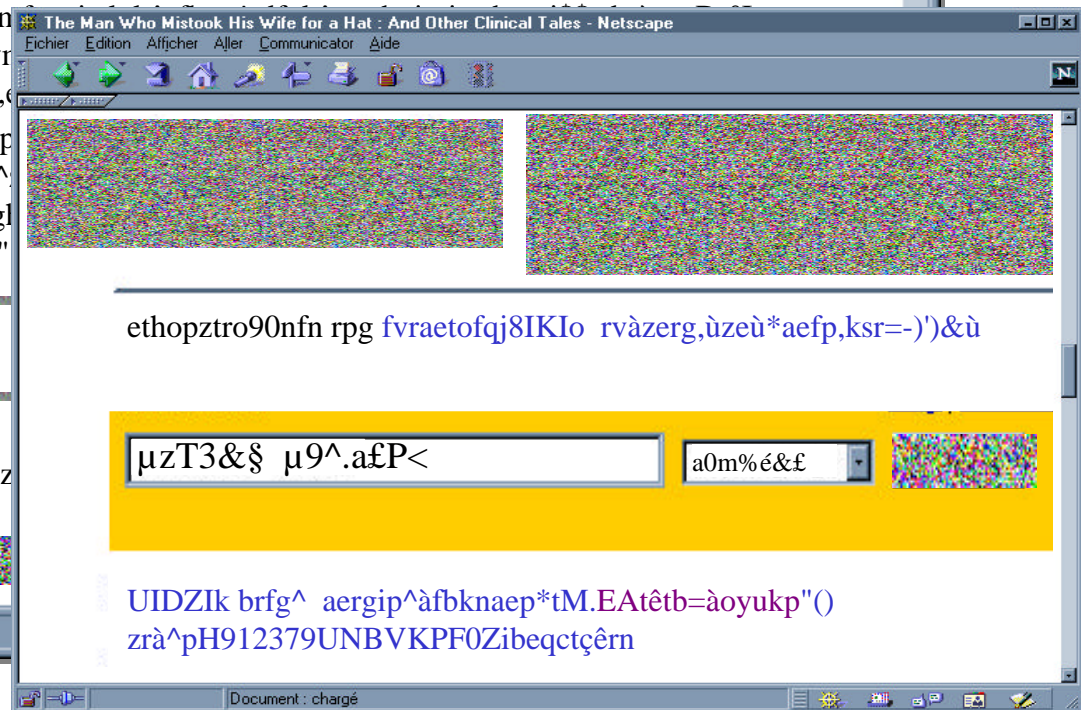 The Man Who Mistook His Wife for a Hat : And Other Clinical Tales - Netscape
Fichier Edition Afficher Aller Communicator Aide
ethopztro90nfn rpg fvraetofqj8IKIo rvàzerg,ùzeù*aefp,ksr=-)')&ù
µzT3&§ µ9^.a£P< a0m%é&£
UIDZIk brfg^ aergip^àfbknaep*tM.EAtêtb=àoyukp"()
zrà^pH912379UNBVKPF0Zibeqctçêrn
Document : chargé